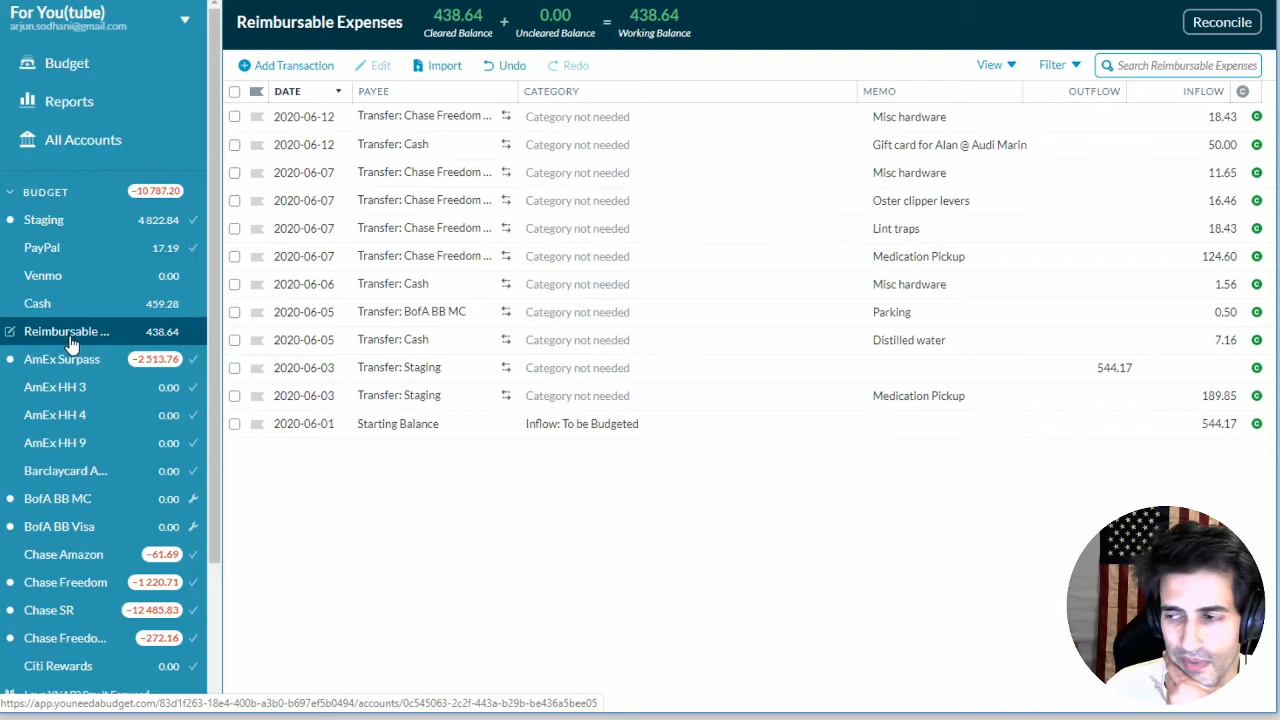 For You(tube)
arjun.sodhani@gmail.com
Budget
Reports
All Accounts
BUDGET -10 787.20
Staging 4 822.84
PayPal 17.19
Venmo 0.00
Cash 459.28
Reimbursable ... 438.64
AmEx Surpass -2 513.76
AmEx HH 3 0.00
AmEx HH 4 0.00
AmEx HH 9 0.00
Barclaycard A... 0.00
BofA BB MC 0.00
BofA BB Visa 0.00
Chase Amazon -61.69
Chase Freedom -1 220.71
Chase SR -12 485.83
Chase Freedo... -272.16
Citi Rewards 0.00
Reimbursable Expenses
438.64 + 0.00 = 438.64
Cleared Balance Uncleared Balance Working Balance
Reconcile
Add Transaction Edit Import Undo Redo View Filter Search Reimbursable Expenses
DATE PAYEE CATEGORY MEMO OUTFLOW INFLOW C
2020-06-12 Transfer: Chase Freedom ... Category not needed Misc hardware 18.43 C
2020-06-12 Transfer: Cash Category not needed Gift card for Alan @ Audi Marin 50.00 C
2020-06-07 Transfer: Chase Freedom ... Category not needed Misc hardware 11.65 C
2020-06-07 Transfer: Chase Freedom ... Category not needed Oster clipper levers 16.46 C
2020-06-07 Transfer: Chase Freedom ... Category not needed Lint traps 18.43 C
2020-06-07 Transfer: Chase Freedom ... Category not needed Medication Pickup 124.60 C
2020-06-06 Transfer: Cash Category not needed Misc hardware 1.56 C
2020-06-05 Transfer: BofA BB MC Category not needed Parking 0.50 C
2020-06-05 Transfer: Cash Category not needed Distilled water 7.16 C
2020-06-03 Transfer: Staging Category not needed 544.17 C
2020-06-03 Transfer: Staging Category not needed Medication Pickup 189.85 C
2020-06-01 Starting Balance Inflow: To be Budgeted 544.17 C
https://app.youneedabudget.com/83d1f263-18e4-400b-a3b0-b697ef5b0494/accounts/0c545063-2c2f-443a-b29b-be436a5bee05